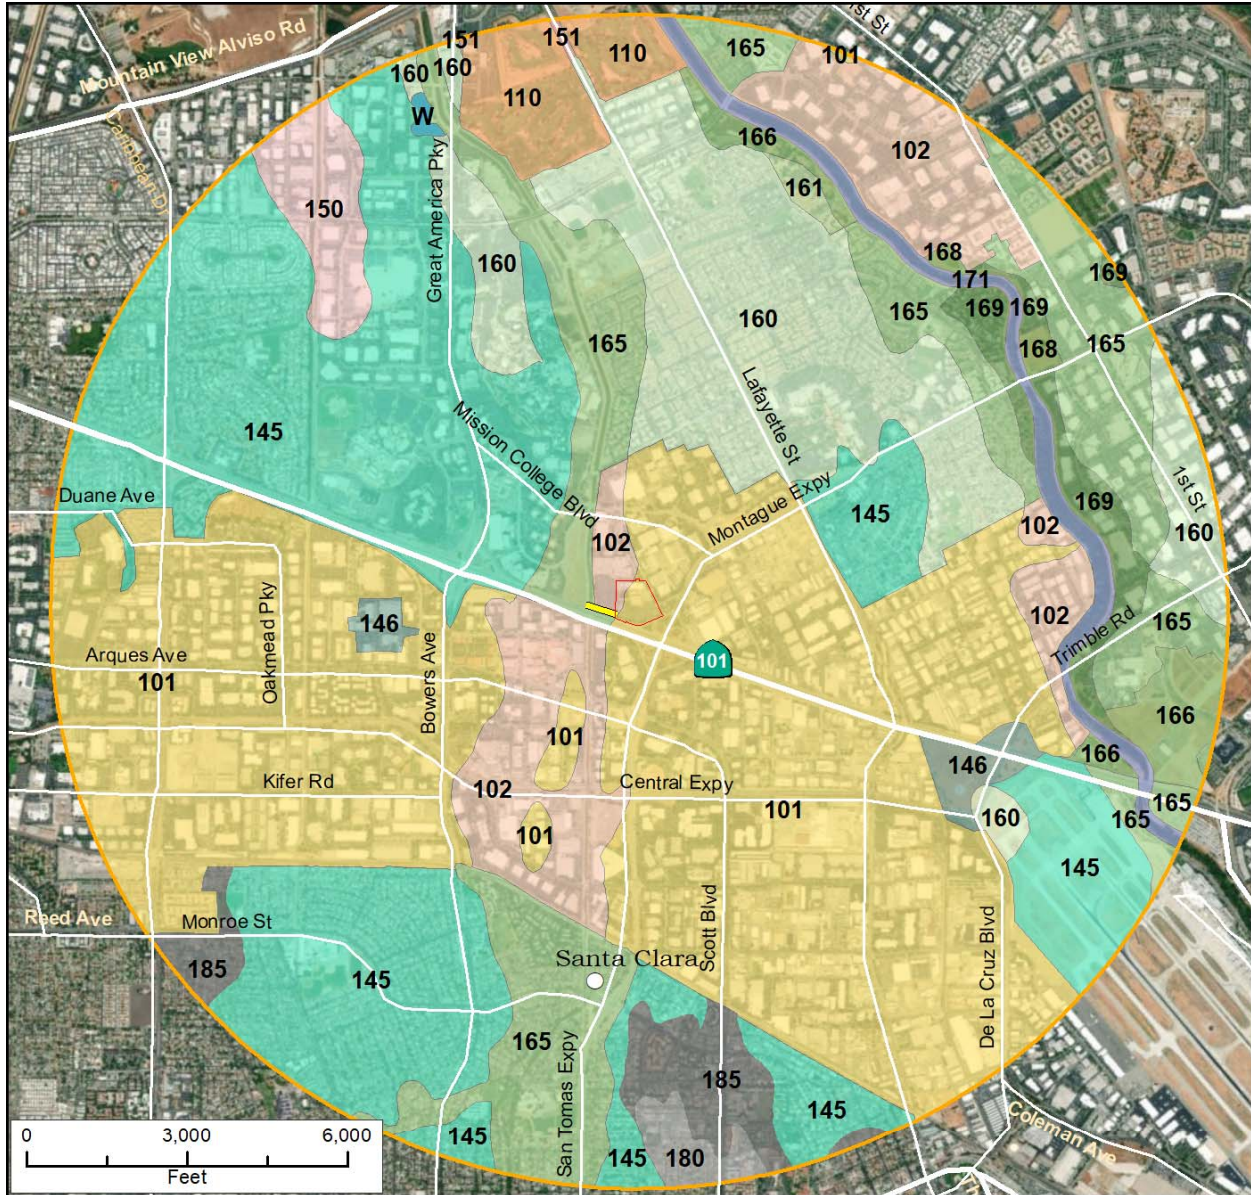 151
151
1st St
110
165
101
Mountain View Alviso Rd
160
160
110
W
166
102
Caribbean Dr
Great America Pky
161
150
168
160
171
169
165
169
169
160
165
168
165
Lafayette St
145
Mission College Blvd
Duane Ave
Montague Expy
145
169
1st St
102
102
160
Oakmead Pky
146
Bowers Ave
102
165
Trimble Rd
Arques Ave
101
101
166
101
166
146
Kifer Rd
102
Central Expy
101
165
160
165
101
145
Scott Blvd
De La Cruz Blvd
Reed Ave
Monroe St
185
145
Santa Clara
165
San Tomas Expy
185
145
Coleman Ave
145
145
180
Th
0
3,000
6,000
Feet